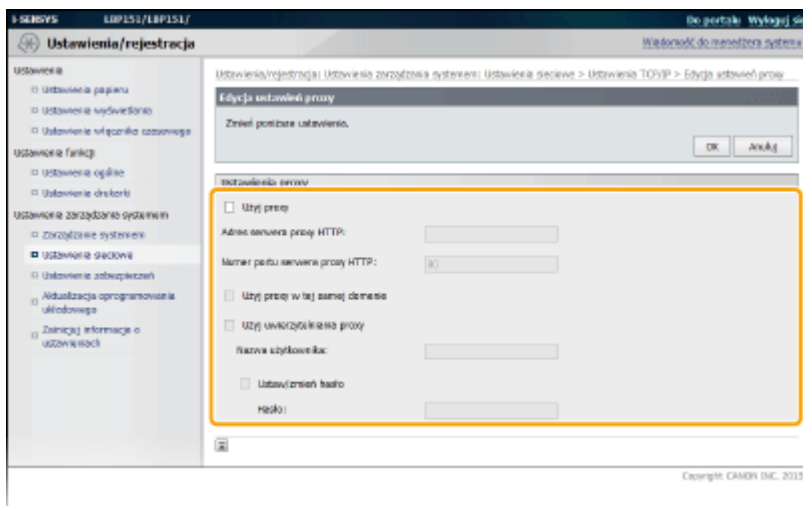 i-SENSYS LBP151/LBP151/ Do portalu Wyloguj się
Ustawienia/rejestracja Wiadomość do menedżera systemu
Ustawienia
Ustawienia papieru
Ustawienia wyświetlania
Ustawienia włącznika czasowego
Ustawienia funkcji
Ustawienia ogólne
Ustawienia drukarki
Ustawienia zarządzania systemem
Zarządzanie systemem
Ustawienia sieciowe
Ustawienia zabezpieczeń
Aktualizacja oprogramowania
układowego
Zainicjuj informacje o
ustawieniach
Ustawienia/rejestracja: Ustawienia zarządzania systemem: Ustawienia sieciowe > Ustawienia TCP/IP > Edycja ustawień proxy
Edycja ustawień proxy
Zmień poniższe ustawienia.
OK Anuluj
Ustawienia proxy
Użyj proxy
Adres serwera proxy HTTP:
Numer portu serwera proxy HTTP: 80
Użyj proxy w tej samej domenie
Użyj uwierzytelniania proxy
Nazwa użytkownika:
Ustaw/zmień hasło
Hasło:
Copyright CANON INC. 2015